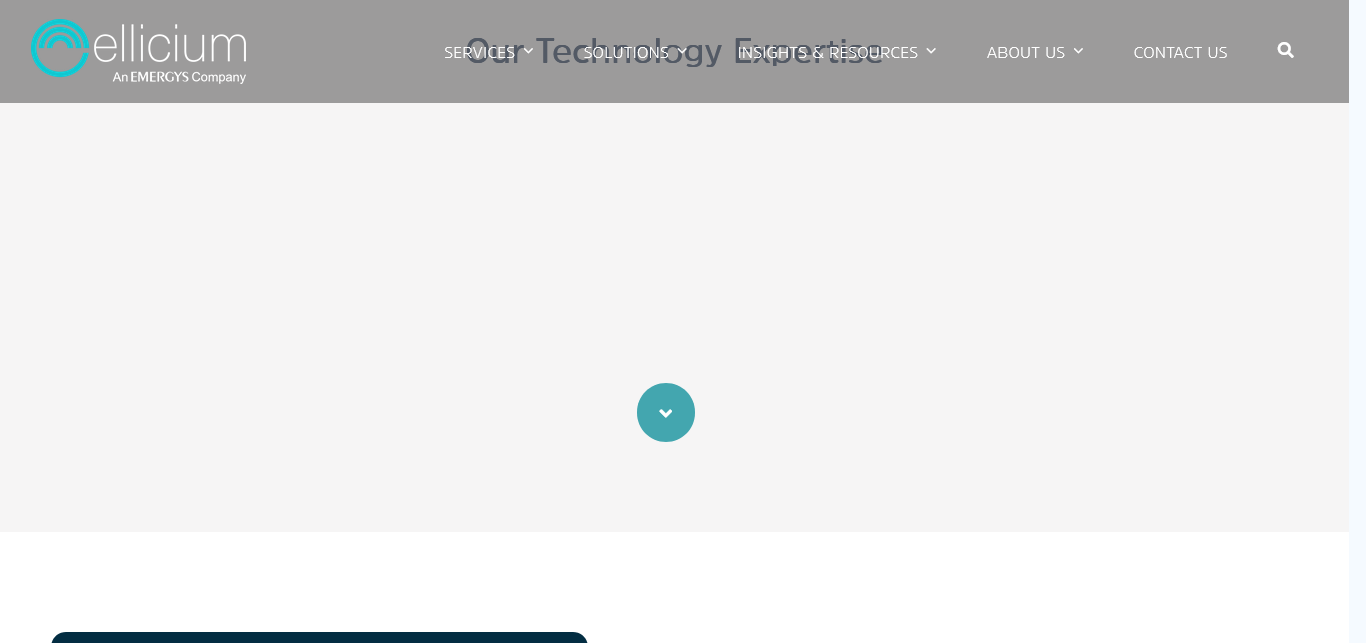 ellicium
An EMERGYS Company
Our Technology Expertise
SERVICES
SOLUTIONS
INSIGHTS & RESOURCES
ABOUT US
CONTACT US